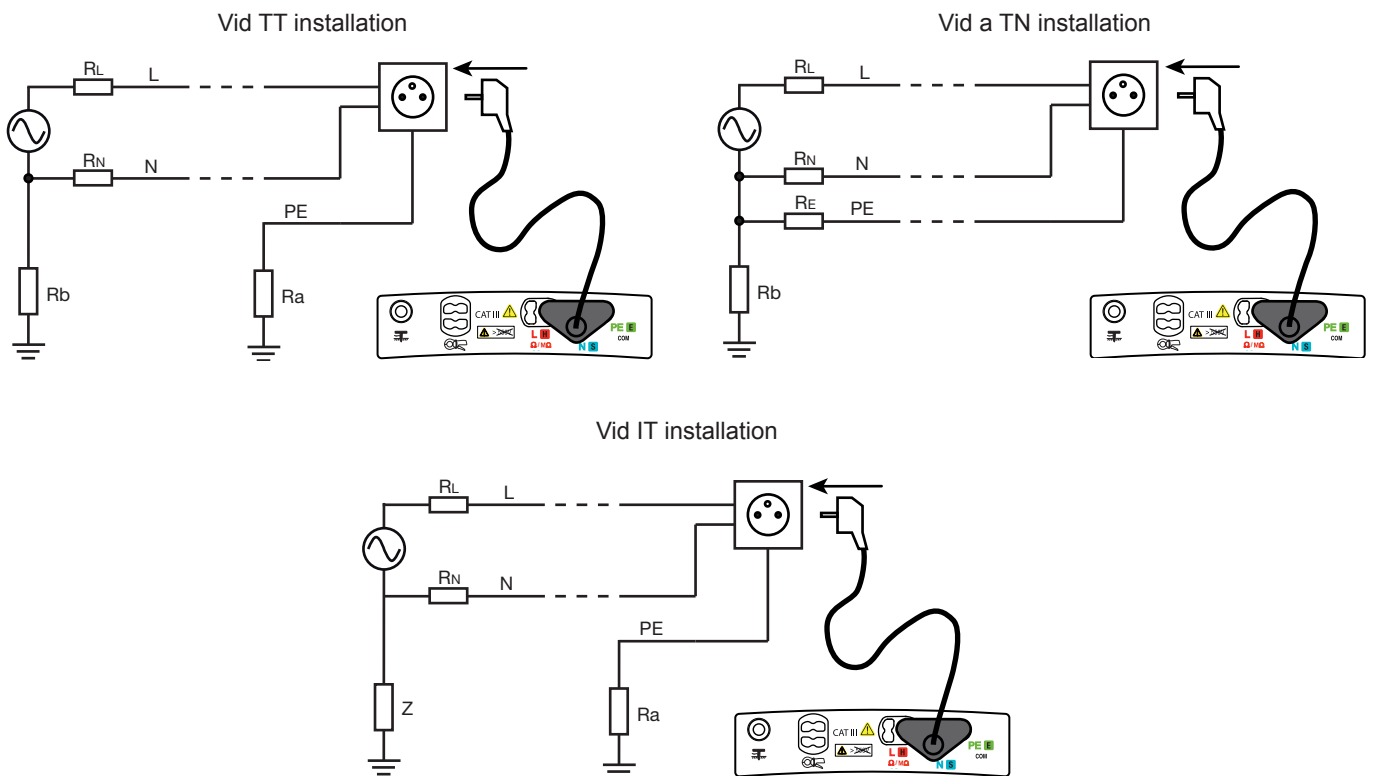 Vid TT installation
RL L
RN N
PE
Rb
Ra
CAT III
L H
Ω/MΩ
N S
PE E
COM
Vid a TN installation
RL L
RN N
RE PE
Rb
CAT III
L H
Ω/MΩ
N S
PE E
COM
Vid IT installation
RL L
RN N
PE
Z
Ra
CAT III
L H
Ω/MΩ
N S
PE E
COM